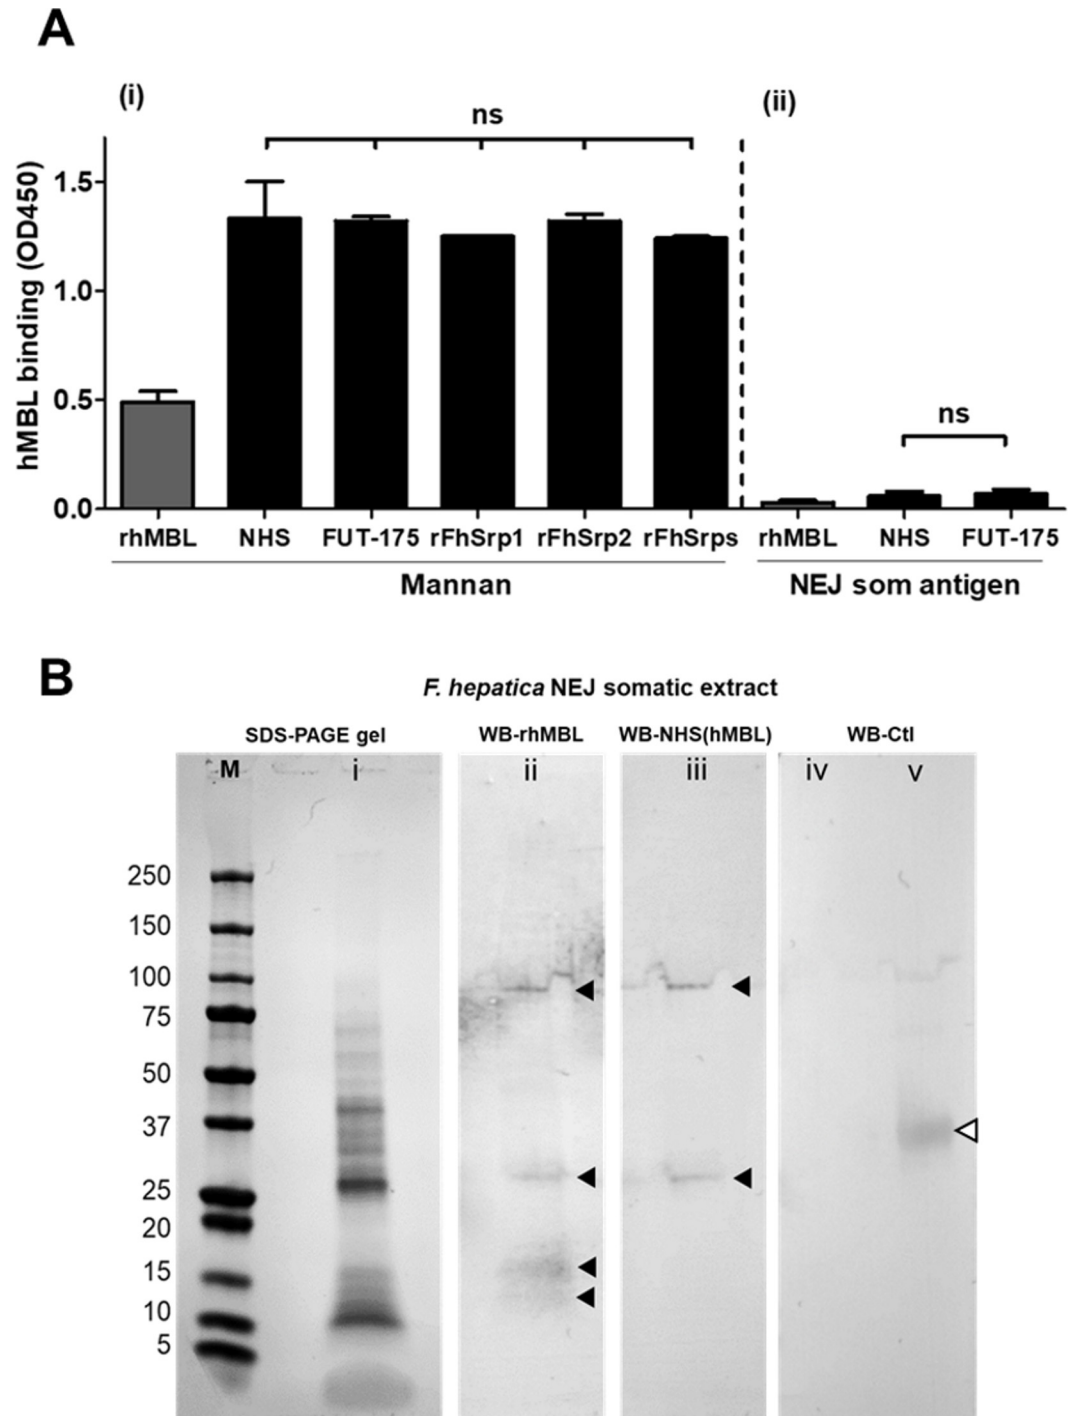 A
(i)
(ii)
ns
hMBL binding (OD450)
1.5
1.0
0.5
0.0
ns
rhMBL NHS FUT-175 rFhSrp1 rFhSrp2 rFhSrps rhMBL NHS FUT-175
Mannan NEJ som antigen
B
F. hepatica NEJ somatic extract
SDS-PAGE gel WB-rhMBL WB-NHS(hMBL) WB-Ctl
M i ii iii iv v
250
150
100
75
50
37
25
20
15
10
5